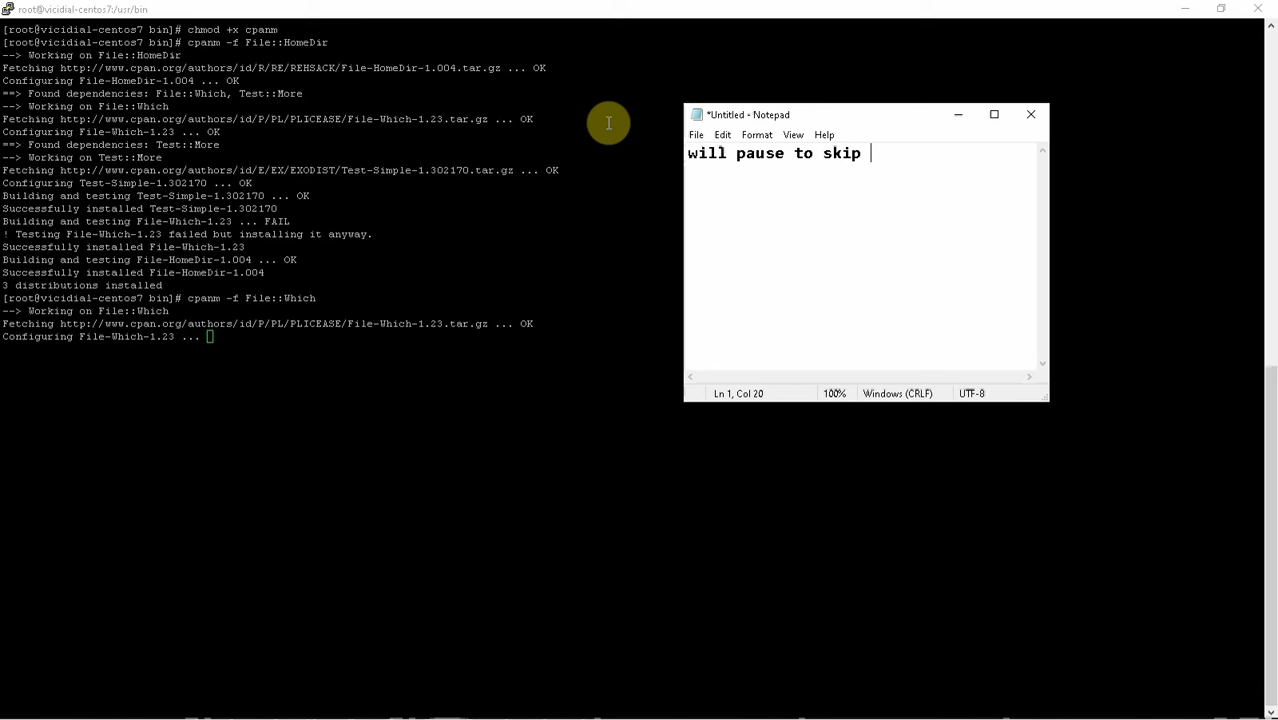 root@vicidial-centos7:/usr/bin
[root@vicidial-centos7 bin]# chmod +x cpanm
[root@vicidial-centos7 bin]# cpanm -f File::HomeDir
--> Working on File::HomeDir
Fetching http://www.cpan.org/authors/id/R/RE/REHSACK/File-HomeDir-1.004.tar.gz ... OK
Configuring File-HomeDir-1.004 ... OK
==> Found dependencies: File::Which, Test::More
--> Working on File::Which
Fetching http://www.cpan.org/authors/id/P/PL/PLICEASE/File-Which-1.23.tar.gz ... OK
Configuring File-Which-1.23 ... OK
==> Found dependencies: Test::More
--> Working on Test::More
Fetching http://www.cpan.org/authors/id/E/EX/EXODIST/Test-Simple-1.302170.tar.gz ... OK
Configuring Test-Simple-1.302170 ... OK
Building and testing Test-Simple-1.302170 ... OK
Successfully installed Test-Simple-1.302170
Building and testing File-Which-1.23 ... FAIL
! Testing File-Which-1.23 failed but installing it anyway.
Successfully installed File-Which-1.23
Building and testing File-HomeDir-1.004 ... OK
Successfully installed File-HomeDir-1.004
3 distributions installed
[root@vicidial-centos7 bin]# cpanm -f File::Which
--> Working on File::Which
Fetching http://www.cpan.org/authors/id/P/PL/PLICEASE/File-Which-1.23.tar.gz ... OK
Configuring File-Which-1.23 ...
*Untitled - Notepad
File Edit Format View Help
will pause to skip
Ln 1, Col 20 100% Windows (CRLF) UTF-8